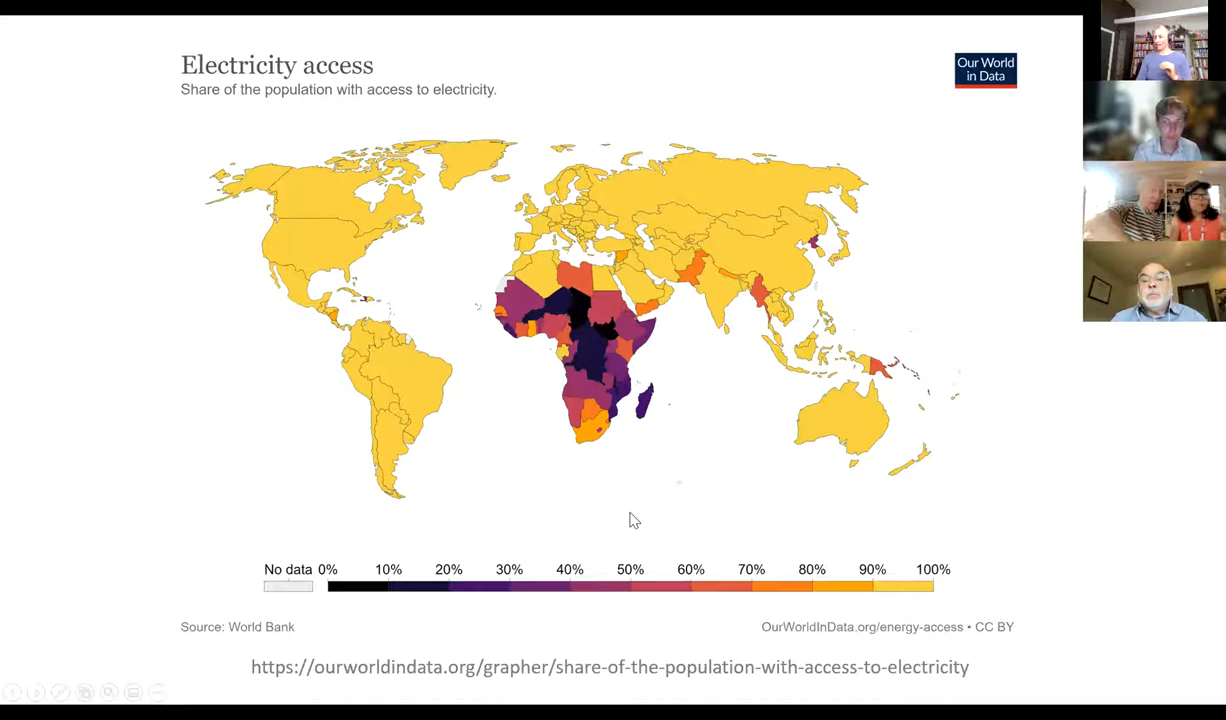 Electricity access
Share of the population with access to electricity.
Our World
in Data
No data 0% 10% 20% 30% 40% 50% 60% 70% 80% 90% 100%
Source: World Bank
OurWorldInData.org/energy-access • CC BY
https://ourworldindata.org/grapher/share-of-the-population-with-access-to-electricity